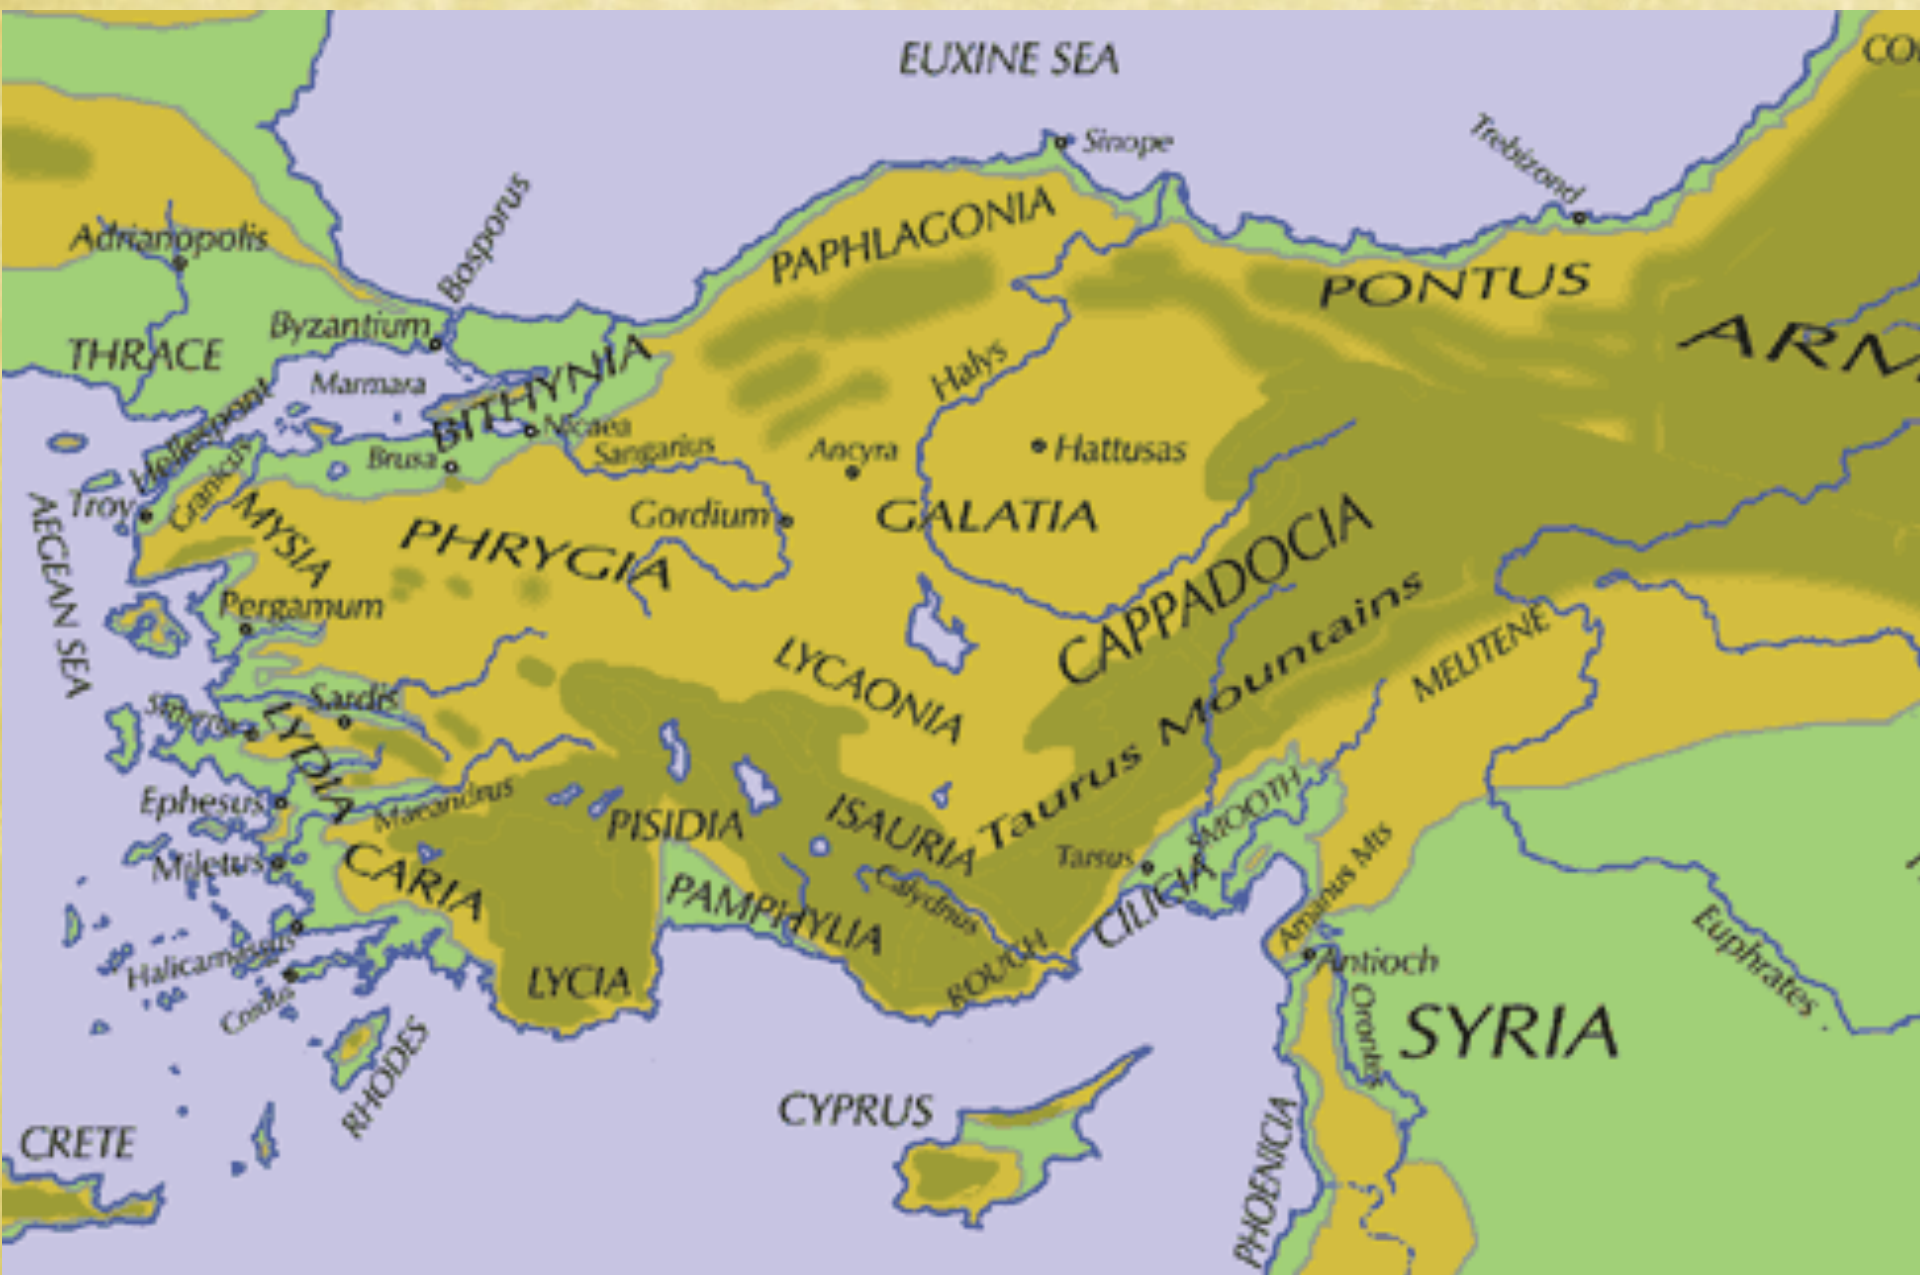 EUXINE SEA
CO
Sinope
Trebizond
Bosporus
PAPHLAGONIA
Adrianopolis
PONTUS
Byzantium
THRACE
ARM
Marmara
BITHYNIA
Halys
Hellespont
Nicaea
Sangarius
Brusa
Ancyra
Hattusas
Granicus
Troy
MYSIA
Gordium
GALATIA
PHRYGIA
AEGEAN SEA
CAPPADOCIA
Pergamum
Taurus Mountains
MELITENE
LYCAONIA
Sardis
Smyrna
LYDIA
Ephesus
Maeandrus
PISIDIA
ISAURIA
SMOOTH
Tarsus
Miletus
CARIA
PAMPHYLIA
Calydnus
CILICIA
Amanus Mts
Euphrates
Halicarnassus
LYCIA
ROUGH
Antioch
Cnidus
Orontes
SYRIA
RHODES
CYPRUS
CRETE
PHOENICIA